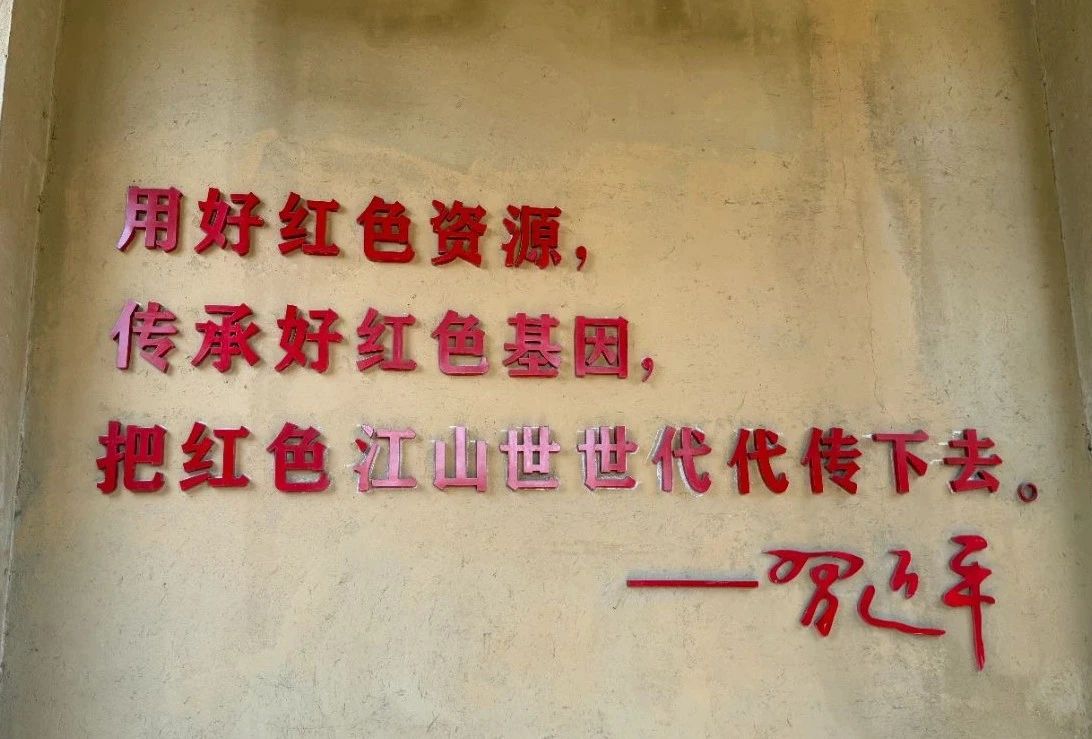 用好红色资源，
传承好红色基因，
把红色江山世世代代传下去。
——习近平